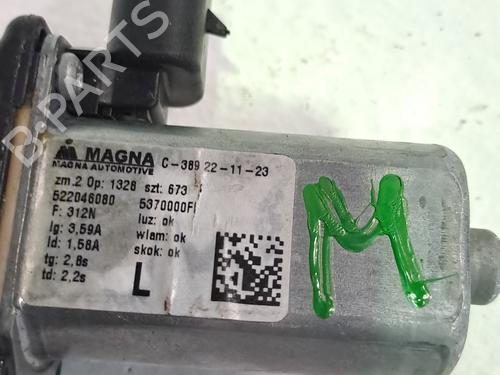 MAGNA C-389 22-11-23
MAGNA AUTOMOTIVE
zm.2 Op: 1328 szt: 673
522046080 5370000F
F: 312N luz: ok
Ig: 3,59A wlam: ok
Id: 1,58A skok: ok
tg: 2,8s
td: 2,2s
L
M
B-PARTS